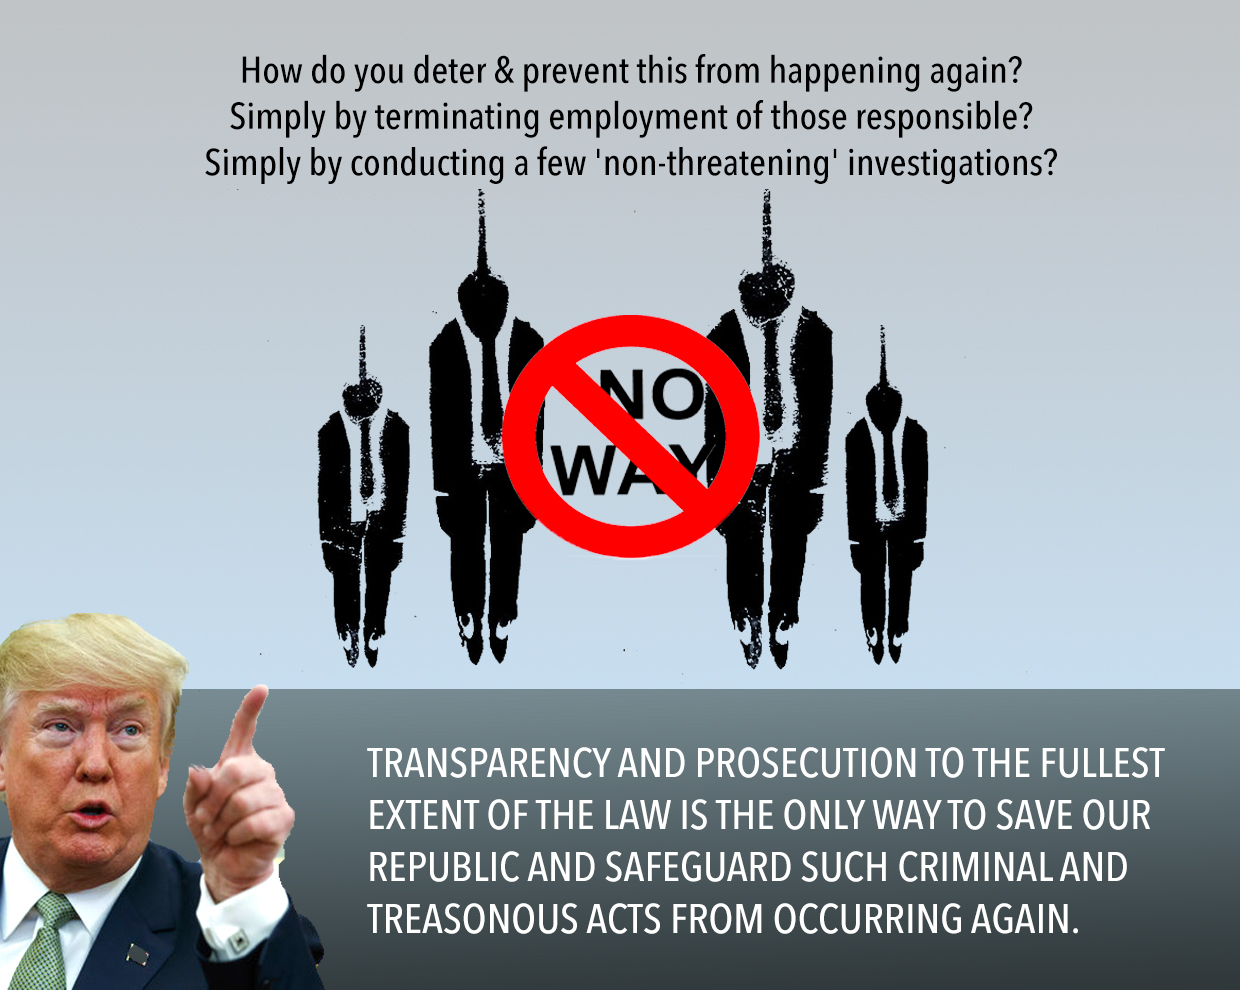 How do you deter & prevent this from happening again?
Simply by terminating employment of those responsible?
Simply by conducting a few 'non-threatening' investigations?
NO
WAY
TRANSPARENCY AND PROSECUTION TO THE FULLEST
EXTENT OF THE LAW IS THE ONLY WAY TO SAVE OUR
REPUBLIC AND SAFEGUARD SUCH CRIMINAL AND
TREASONOUS ACTS FROM OCCURRING AGAIN.